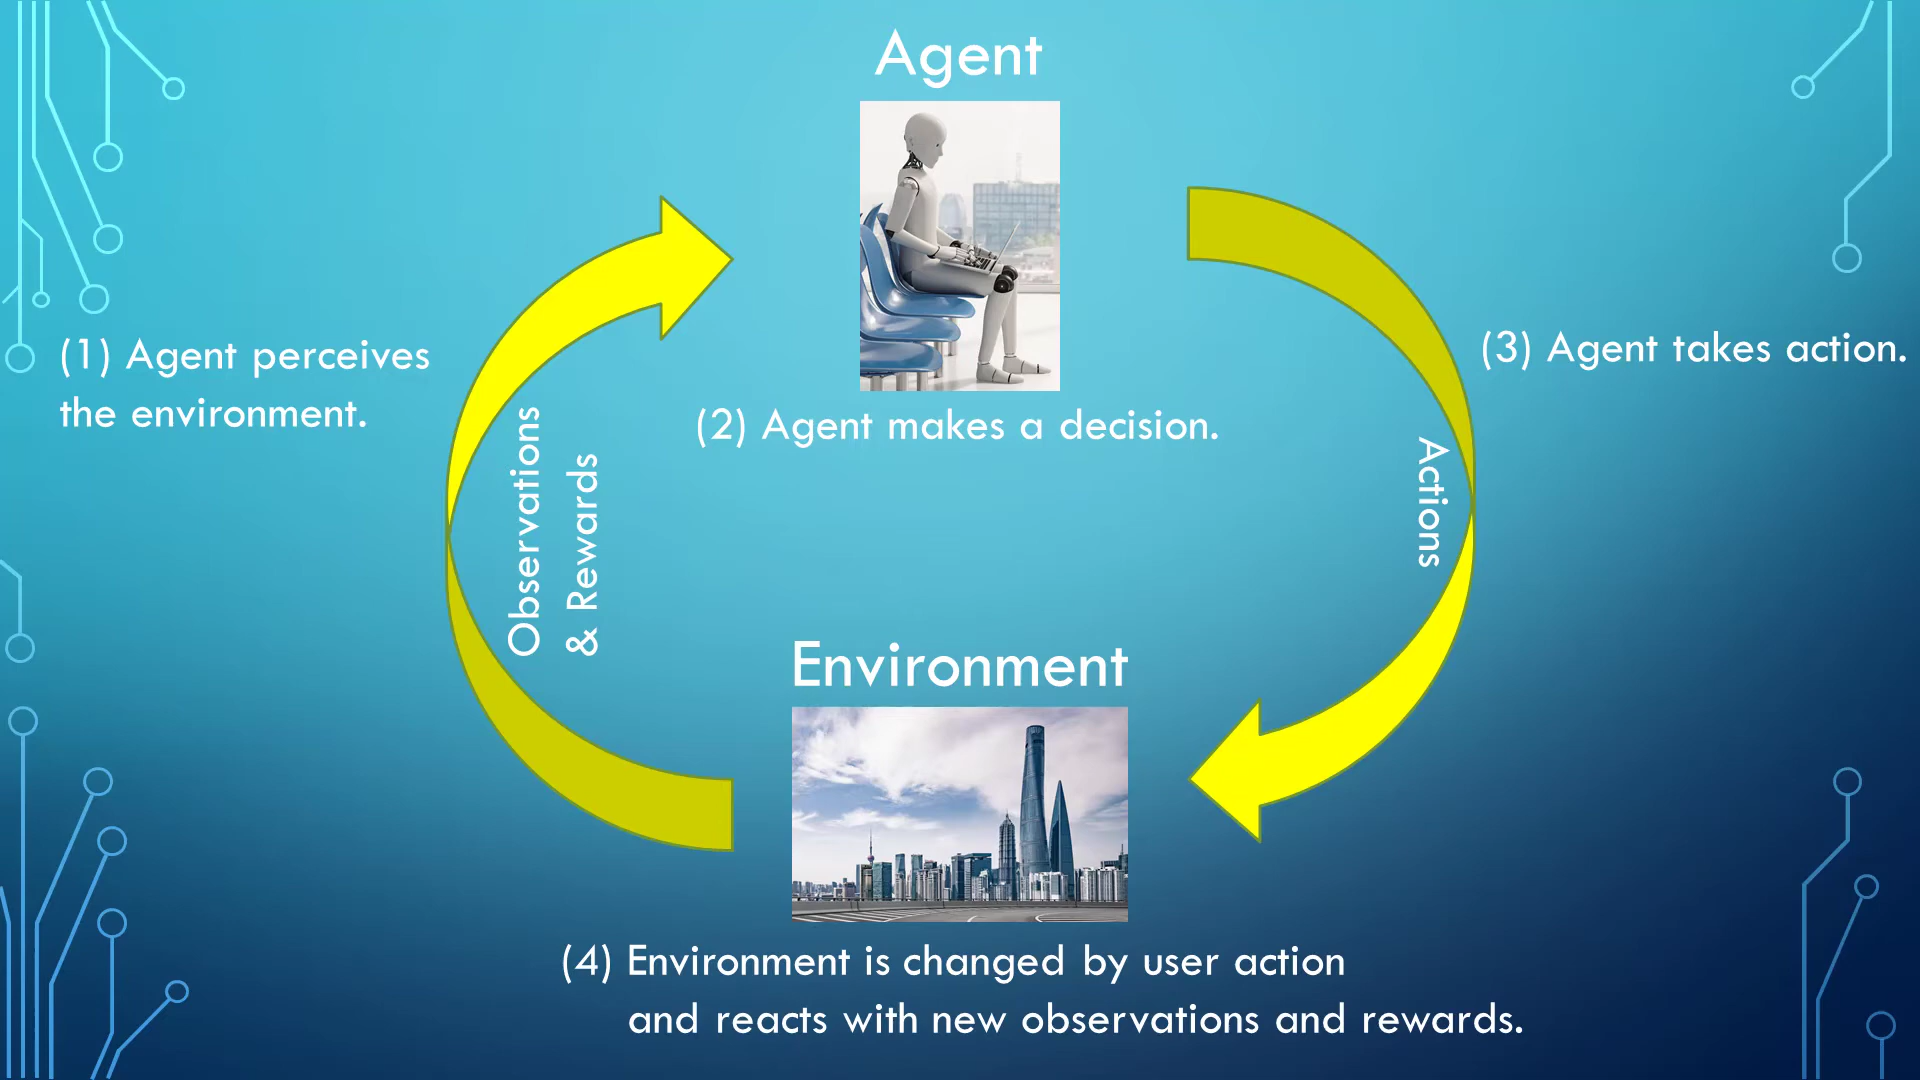 Agent
(1) Agent perceives
the environment.
(2) Agent makes a decision.
(3) Agent takes action.
Observations
& Rewards
Actions
Environment
(4) Environment is changed by user action
and reacts with new observations and rewards.